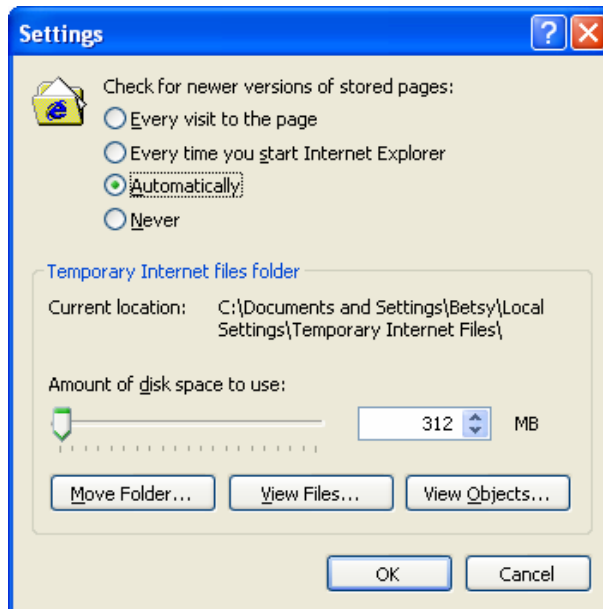 Settings
Check for newer versions of stored pages:
Every visit to the page
Every time you start Internet Explorer
Automatically
Never
Temporary Internet files folder
Current location: C:\Documents and Settings\Betsy\Local
Settings\Temporary Internet Files\
Amount of disk space to use:
312 MB
Move Folder... View Files... View Objects...
OK Cancel